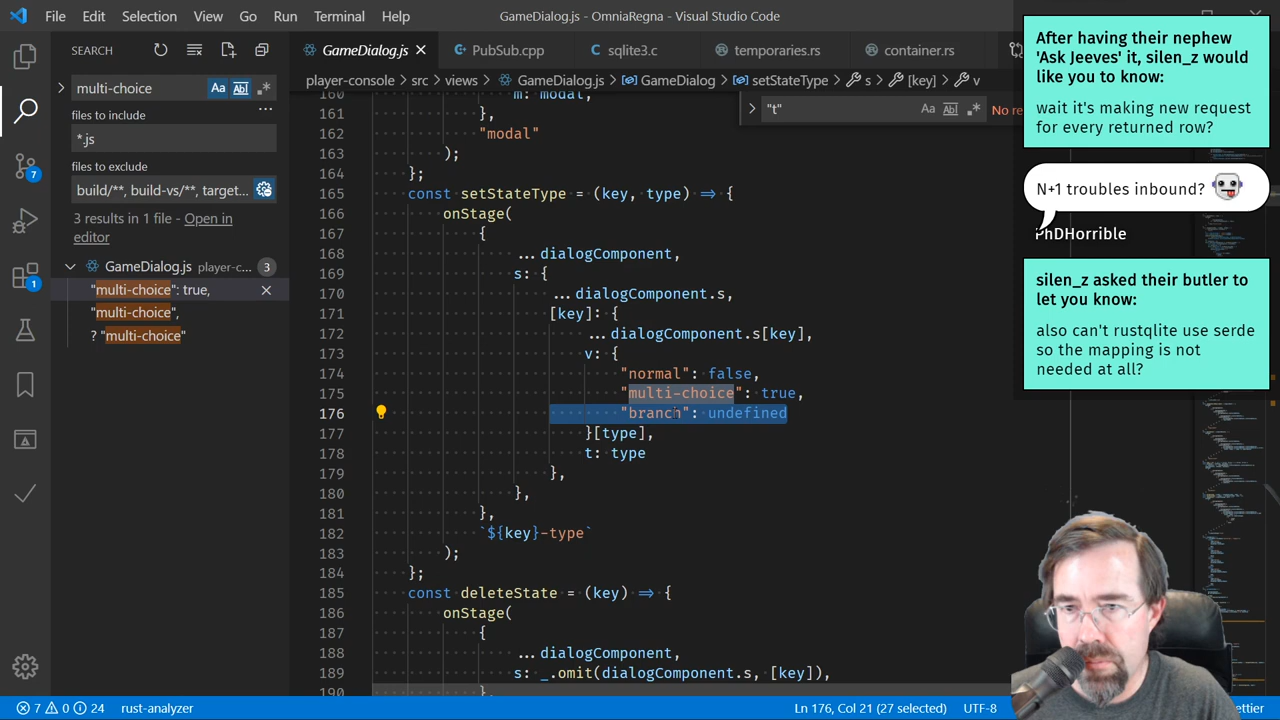 File Edit Selection View Go Run Terminal Help
GameDialog.js - OmniaRegna - Visual Studio Code
SEARCH
multi-choice
Aa
files to include
*.js
files to exclude
build/**, build-vs/**, target...
3 results in 1 file - Open in
editor
GameDialog.js player-c... 3
"multi-choice": true,
"multi-choice",
? "multi-choice"
7
1
GameDialog.js PubSub.cpp sqlite3.c temporaries.rs container.rs
player-console > src > views > GameDialog.js > GameDialog > setStateType > s > [key] > v
"t" Aa No re
160 m: modal,
161 },
162 "modal"
163 );
164 };
165 const setStateType = (key, type) => {
166 onStage(
167 {
168 ...dialogComponent,
169 s: {
170 ...dialogComponent.s,
171 [key]: {
172 ...dialogComponent.s[key],
173 v: {
174 "normal": false,
175 "multi-choice": true,
176 "branch": undefined
177 }[type],
178 t: type
179 },
180 },
181 },
182 `${key}-type`
183 );
184 };
185 const deleteState = (key) => {
186 onStage(
187 {
188 ...dialogComponent,
189 s: _.omit(dialogComponent.s, [key]),
190 },
After having their nephew
'Ask Jeeves' it, silen_z would
like you to know:
wait it's making new request
for every returned row?
N+1 troubles inbound?
PhDHorrible
silen_z asked their butler to
let you know:
also can't rustqlite use serde
so the mapping is not
needed at all?
7 0 24 rust-analyzer
Ln 176, Col 21 (27 selected) UTF-8 ettier